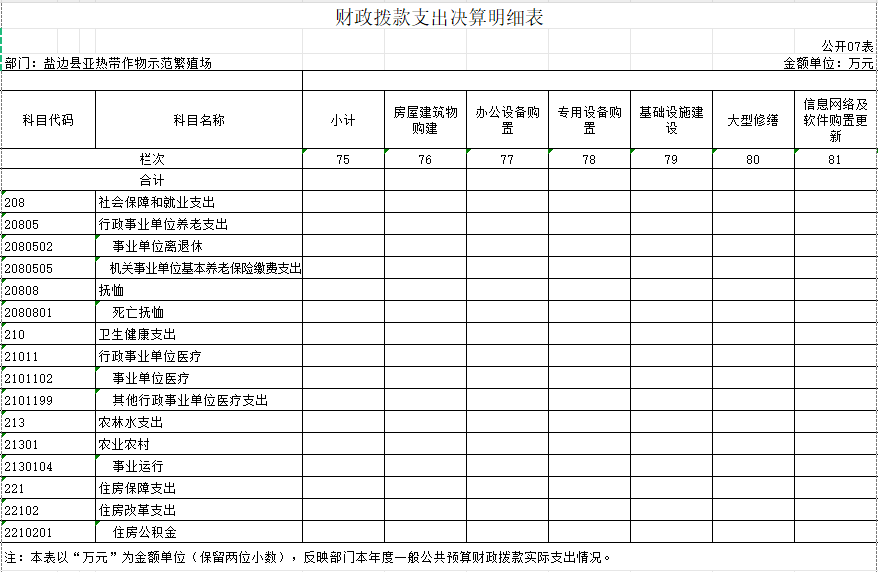 财政拨款支出决算明细表
公开07表
部门：盐边县亚热带作物示范繁殖场 金额单位：万元
科目代码 科目名称 小计 房屋建筑物购建 办公设备购置 专用设备购置 基础设施建设 大型修缮 信息网络及软件购置更新
栏次 75 76 77 78 79 80 81
合计
208 社会保障和就业支出
20805 行政事业单位养老支出
2080502 事业单位离退休
2080505 机关事业单位基本养老保险缴费支出
20808 抚恤
2080801 死亡抚恤
210 卫生健康支出
21011 行政事业单位医疗
2101102 事业单位医疗
2101199 其他行政事业单位医疗支出
213 农林水支出
21301 农业农村
2130104 事业运行
221 住房保障支出
22102 住房改革支出
2210201 住房公积金
注：本表以“万元”为金额单位（保留两位小数），反映部门本年度一般公共预算财政拨款实际支出情况。